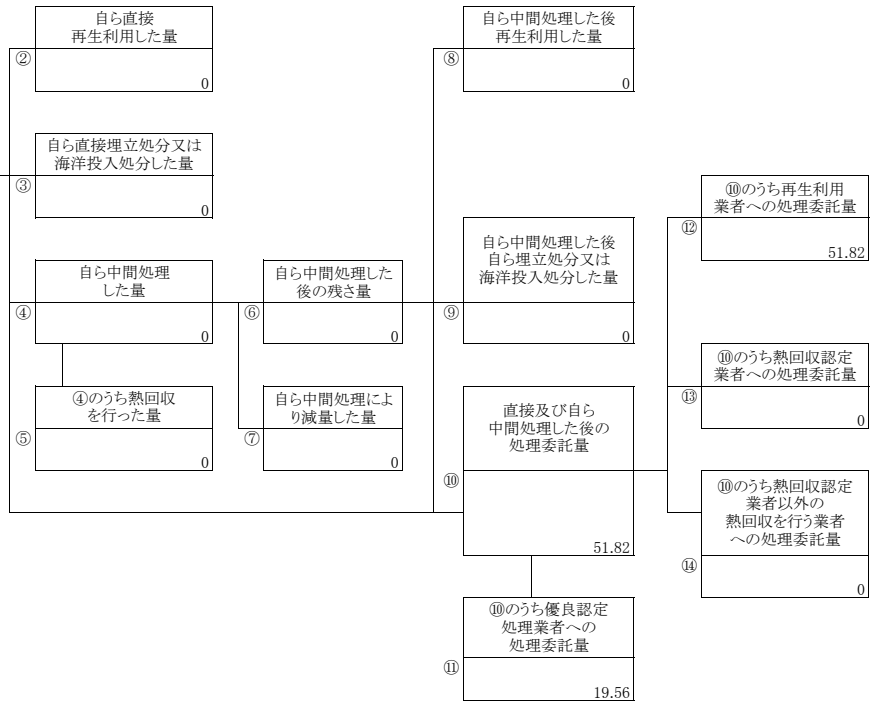 自ら直接
再生利用した量
②
0
自ら直接埋立処分又は
海洋投入処分した量
③
0
自ら中間処理
した量
④
0
④のうち熱回収
を行った量
⑤
0
自ら中間処理した
後の残さ量
⑥
0
自ら中間処理によ
り減量した量
⑦
0
自ら中間処理した後
再生利用した量
⑧
0
自ら中間処理した後
自ら埋立処分又は
海洋投入処分した量
⑨
0
直接及び自ら
中間処理した後の
処理委託量
⑩
51.82
⑩のうち優良認定
処理業者への
処理委託量
⑪
19.56
⑩のうち再生利用
業者への処理委託量
⑫
51.82
⑩のうち熱回収認定
業者への処理委託量
⑬
0
⑩のうち熱回収認定
業者以外の
熱回収を行う業者
への処理委託量
⑭
0